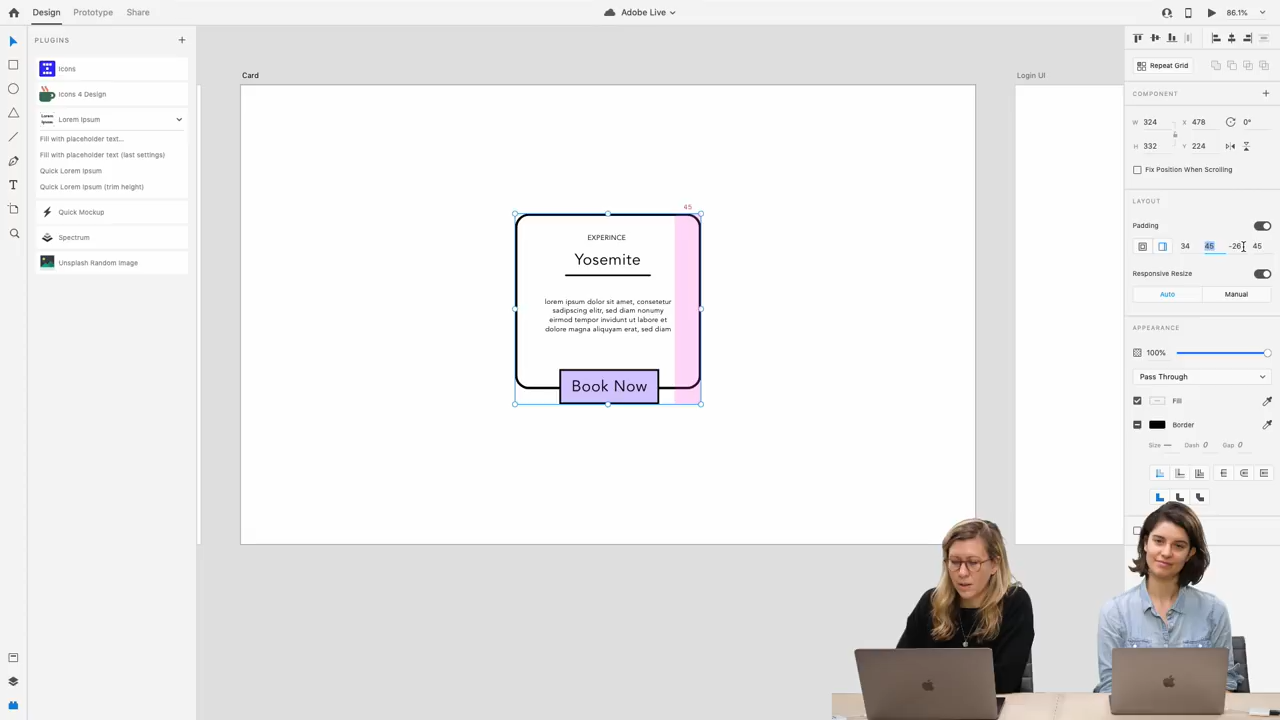 Design Prototype Share
Adobe Live
86.1%
PLUGINS
Icons
Icons 4 Design
Lorem Ipsum
Lorem Ipsum
Fill with placeholder text...
Fill with placeholder text (last settings)
Quick Lorem Ipsum
Quick Lorem Ipsum (trim height)
Quick Mockup
Spectrum
Unsplash Random Image
Card
Login UI
45
EXPERINCE
Yosemite
lorem ipsum dolor sit amet, consetetur
sadipscing elitr, sed diam nonumy
eirmod tempor invidunt ut labore et
dolore magna aliquyam erat, sed diam
Book Now
Repeat Grid
COMPONENT
W 324 X 478 0°
H 332 Y 224
Fix Position When Scrolling
LAYOUT
Padding
34 45 -26 45
Responsive Resize
Auto Manual
APPEARANCE
100%
Pass Through
Fill
Border
Size — Dash 0 Gap 0